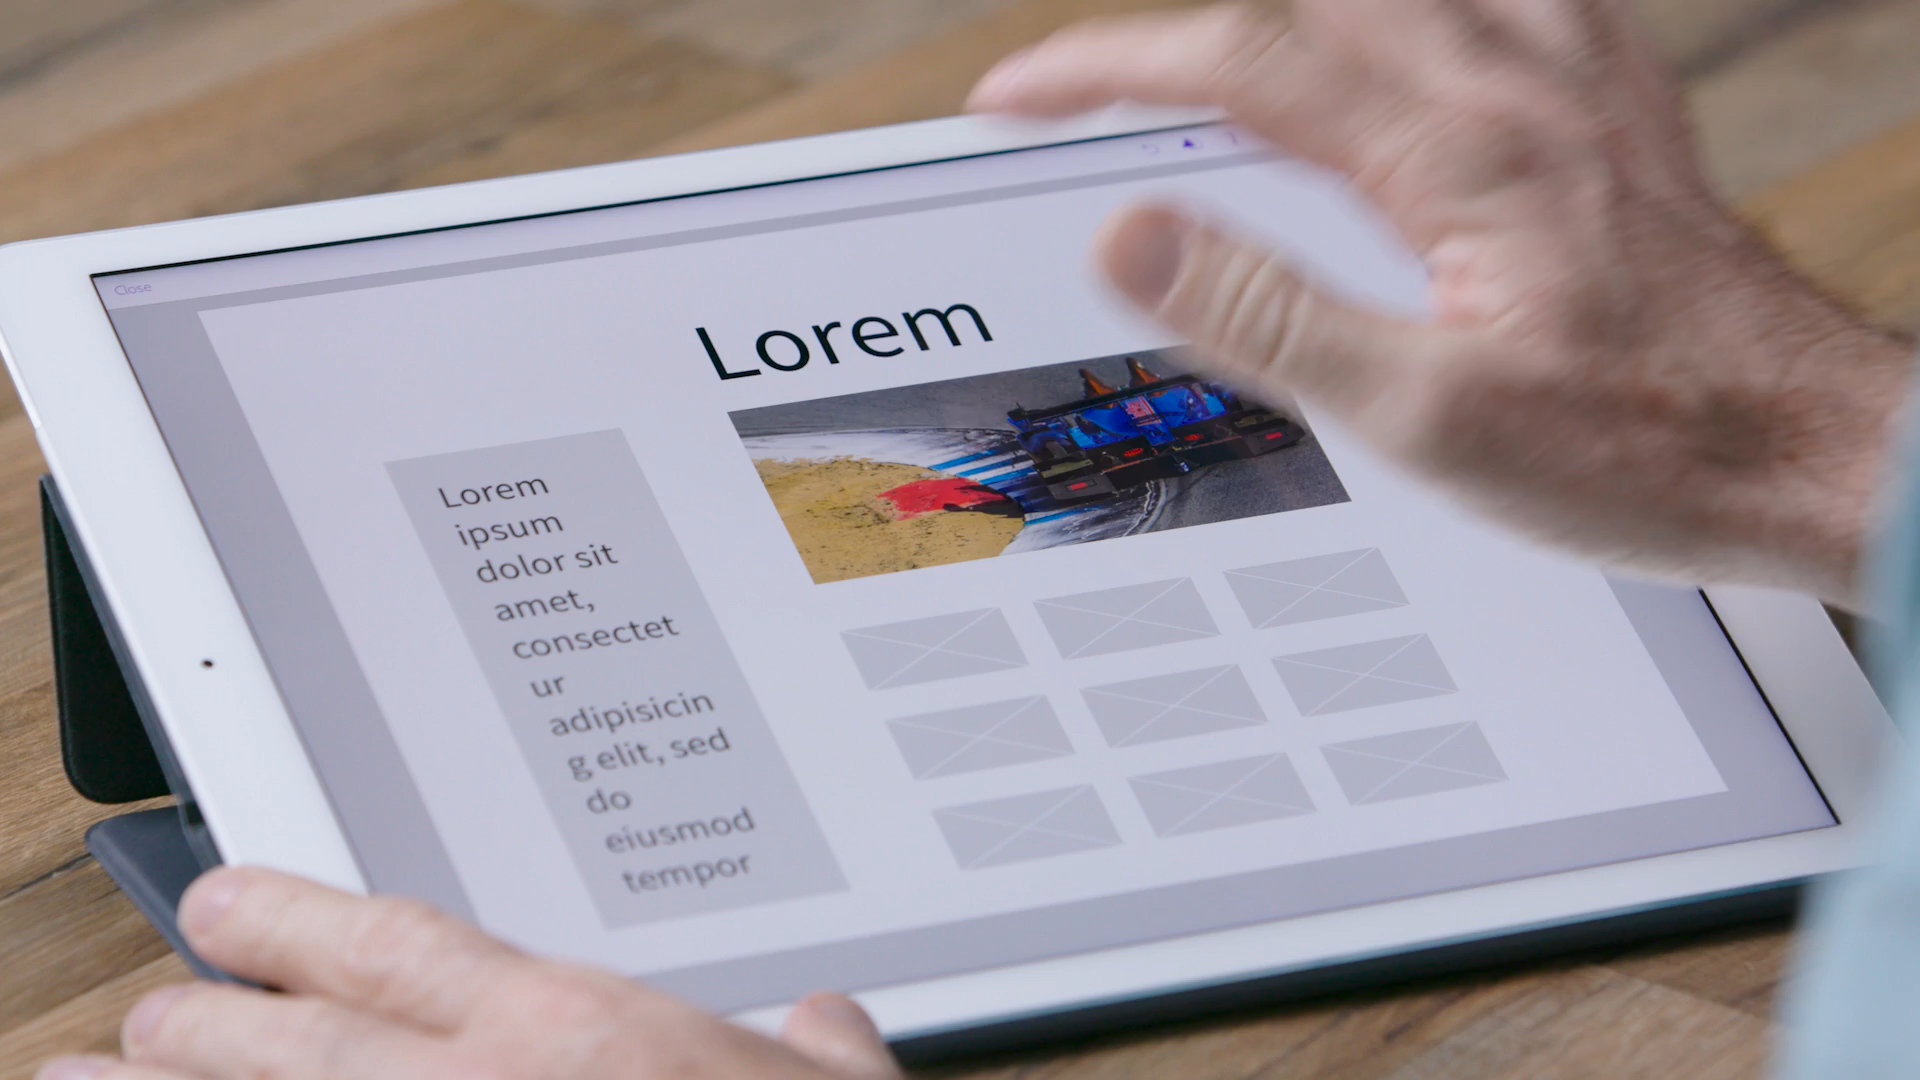 Close
Lorem
Lorem
ipsum
dolor sit
amet,
consectet
ur
adipisicin
g elit, sed
do
eiusmod
tempor